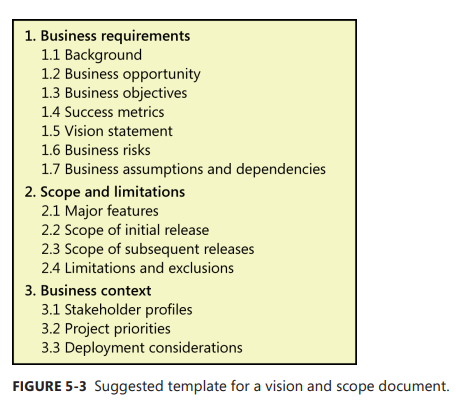 1. Business requirements
1.1 Background
1.2 Business opportunity
1.3 Business objectives
1.4 Success metrics
1.5 Vision statement
1.6 Business risks
1.7 Business assumptions and dependencies
2. Scope and limitations
2.1 Major features
2.2 Scope of initial release
2.3 Scope of subsequent releases
2.4 Limitations and exclusions
3. Business context
3.1 Stakeholder profiles
3.2 Project priorities
3.3 Deployment considerations
FIGURE 5-3 Suggested template for a vision and scope document.